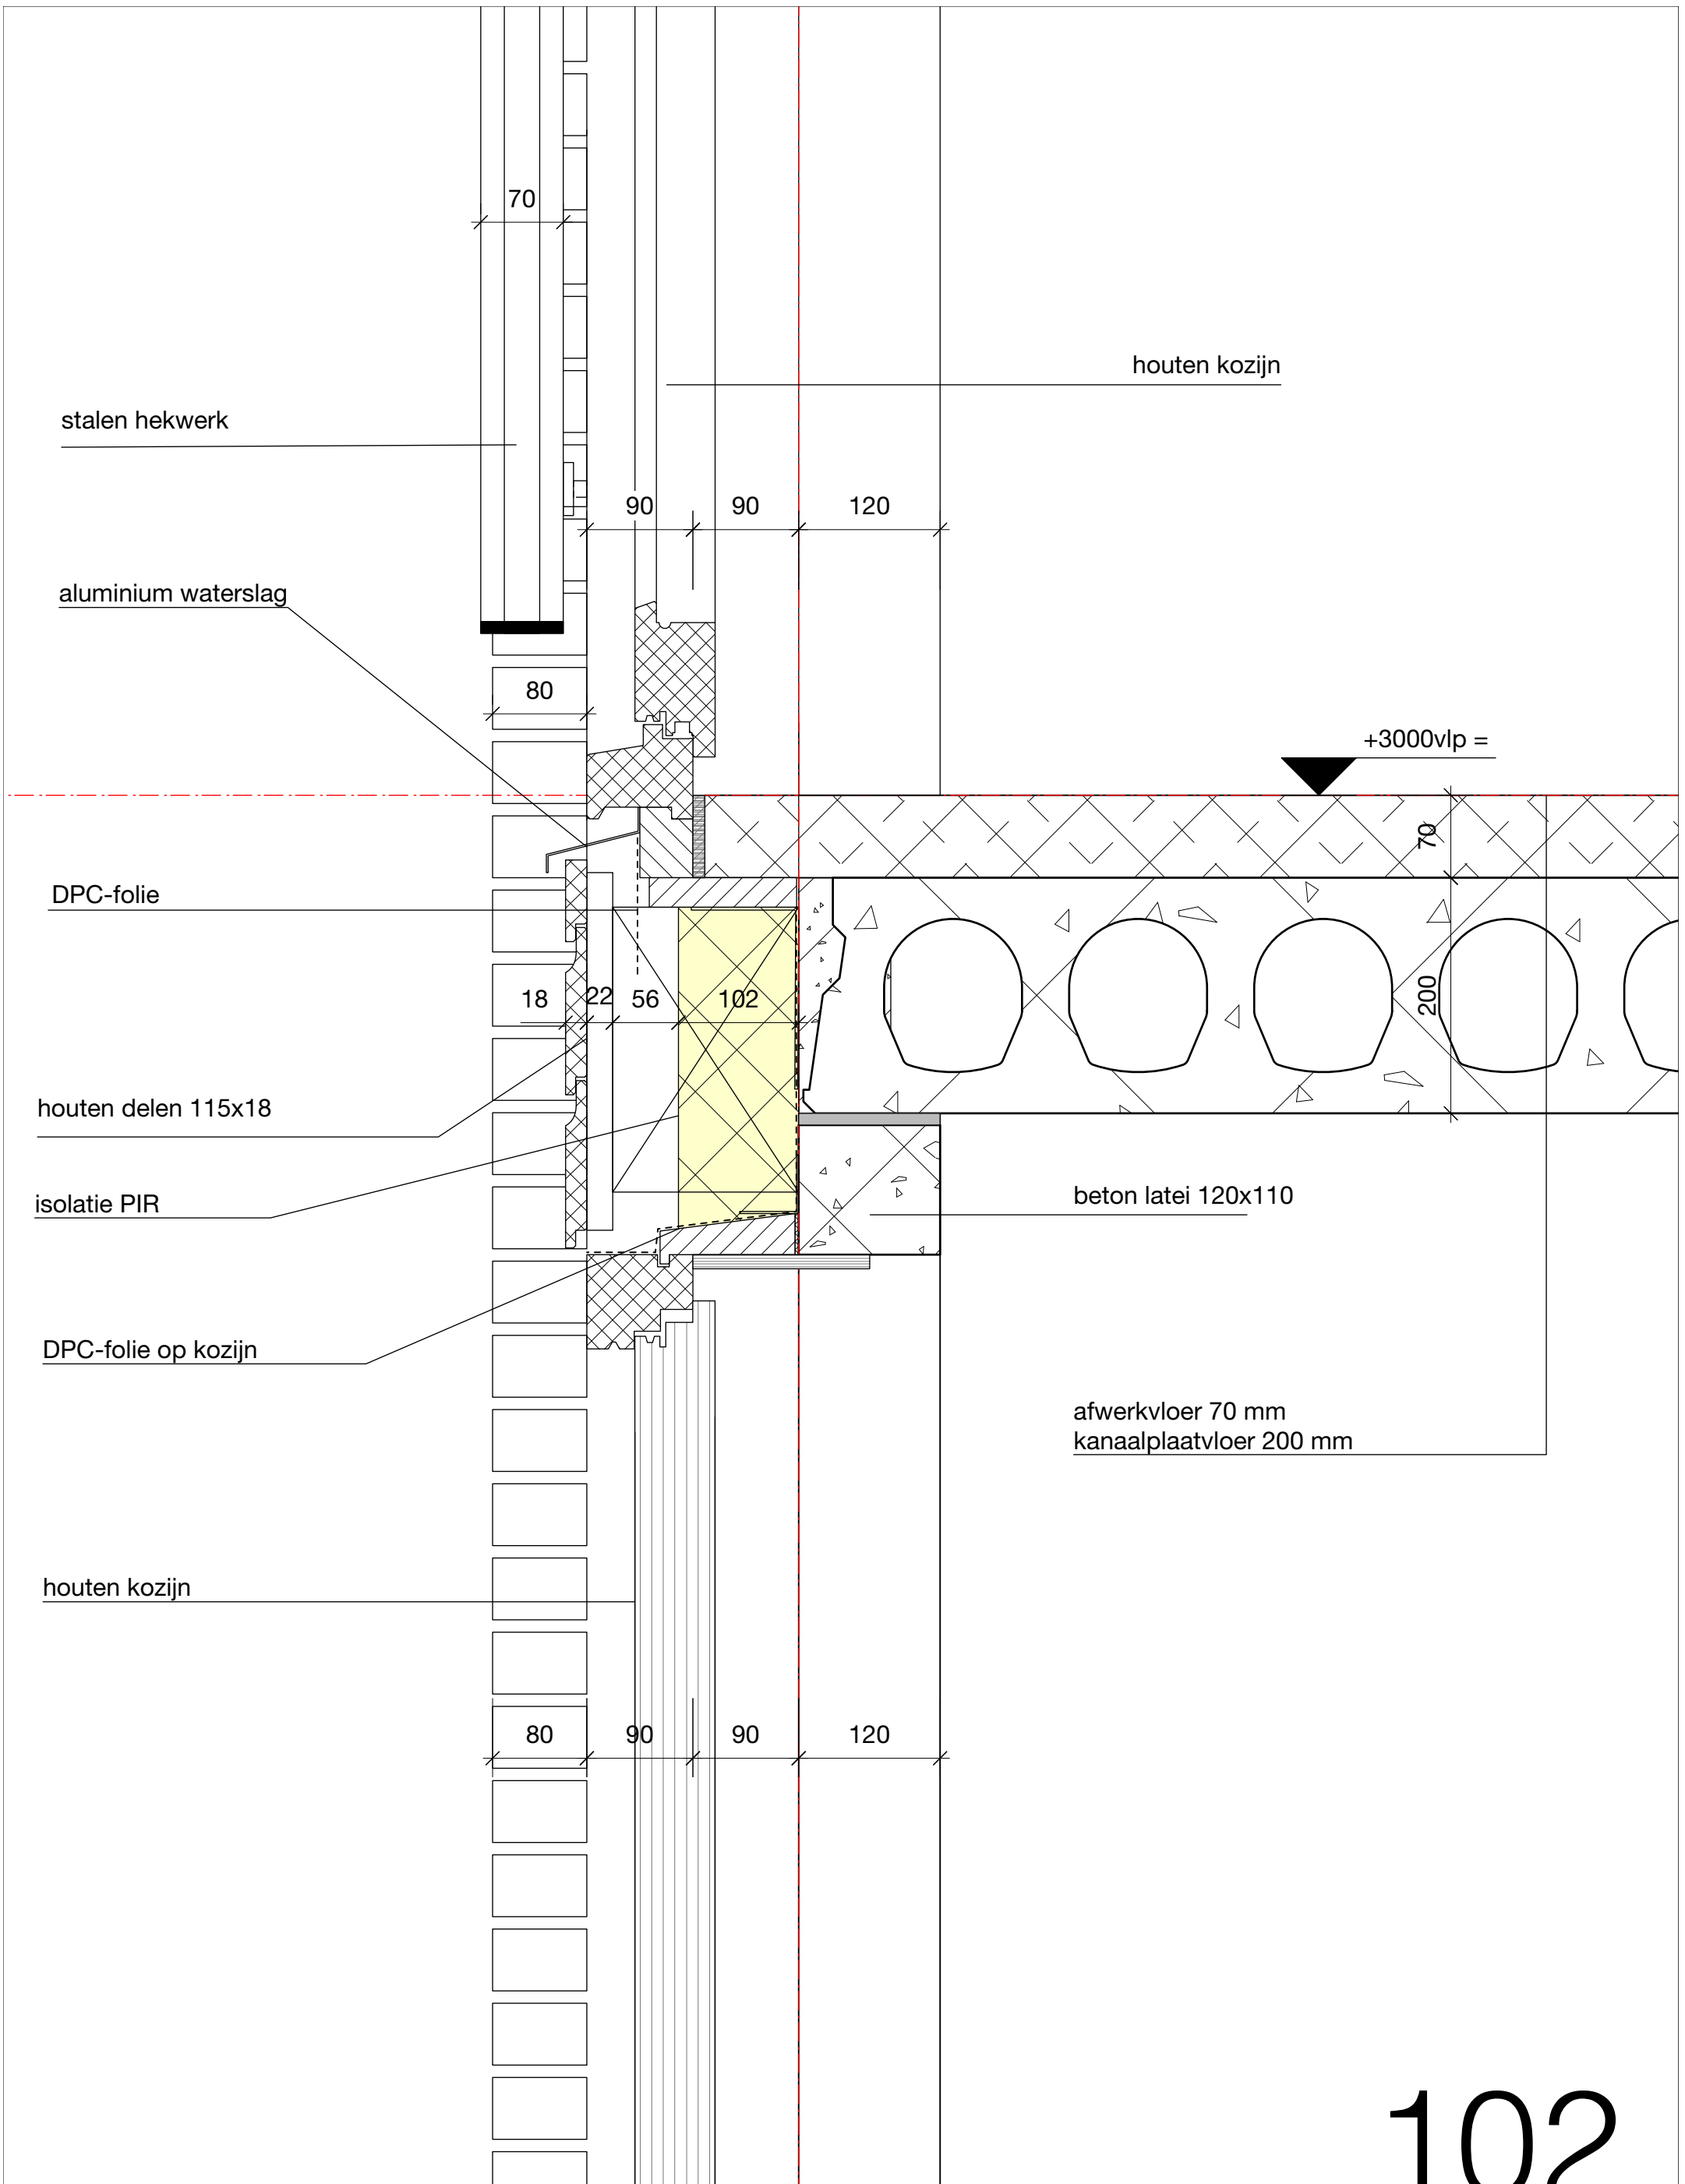 70
houten kozijn
stalen hekwerk
90 90 120
aluminium waterslag
80
+3000vlp =
70
DPC-folie
18 22 56 102
200
houten delen 115x18
isolatie PIR
beton latei 120x110
DPC-folie op kozijn
afwerkvloer 70 mm
kanaalplaatvloer 200 mm
houten kozijn
80 90 90 120
102